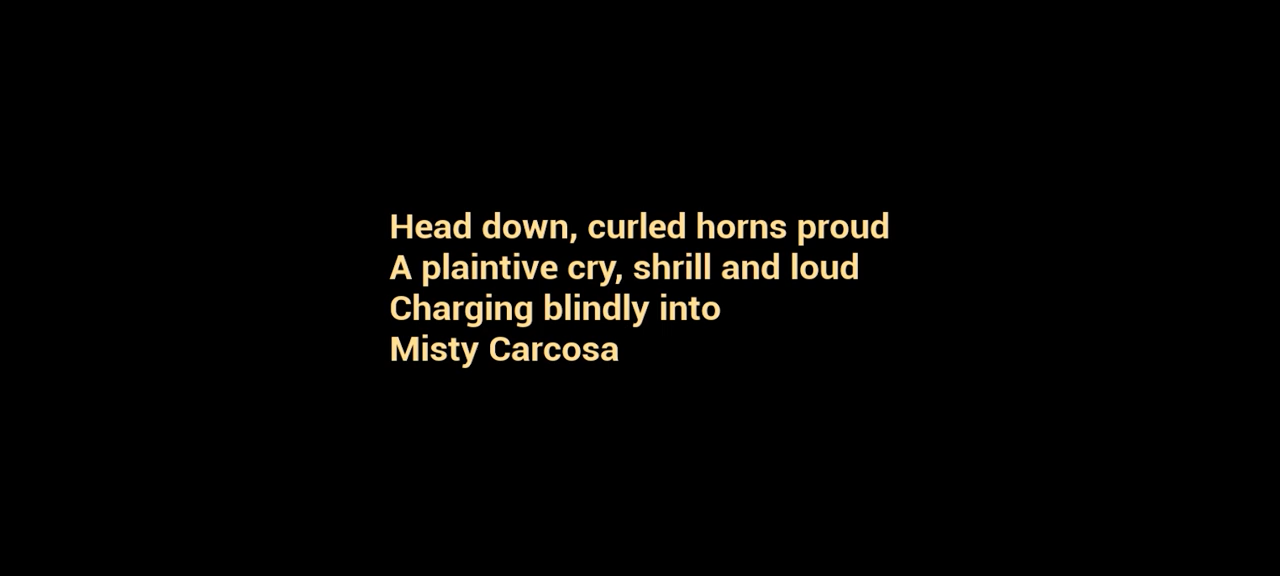 Head down, curled horns proud
A plaintive cry, shrill and loud
Charging blindly into
Misty Carcosa